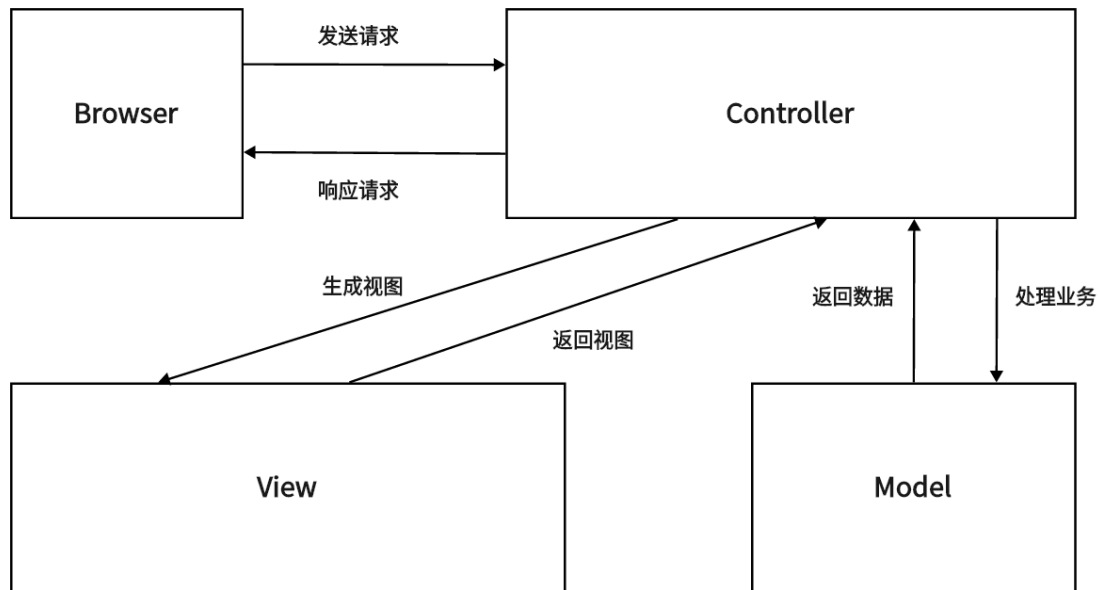 发送请求
Browser
Controller
响应请求
生成视图
返回数据
处理业务
返回视图
View
Model